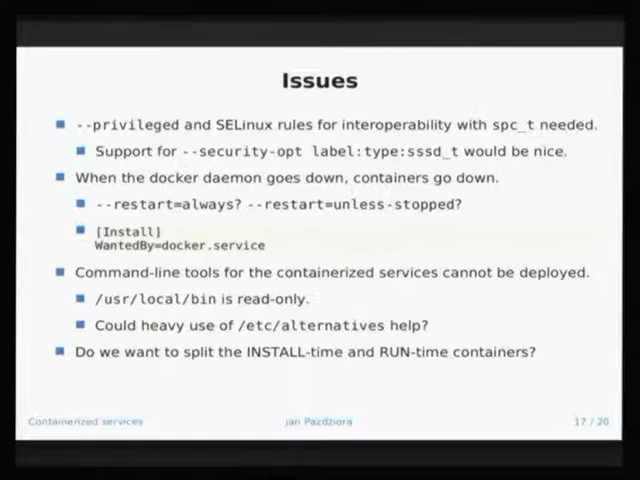 Issues
--privileged and SELinux rules for interoperability with spc_t needed.
Support for --security-opt label:type:sssd_t would be nice.
When the docker daemon goes down, containers go down.
--restart=always? --restart=unless-stopped?
[Install]
WantedBy=docker.service
Command-line tools for the containerized services cannot be deployed.
/usr/local/bin is read-only.
Could heavy use of /etc/alternatives help?
Do we want to split the INSTALL-time and RUN-time containers?
Containerized services
Jan Pazdziora
17 / 20